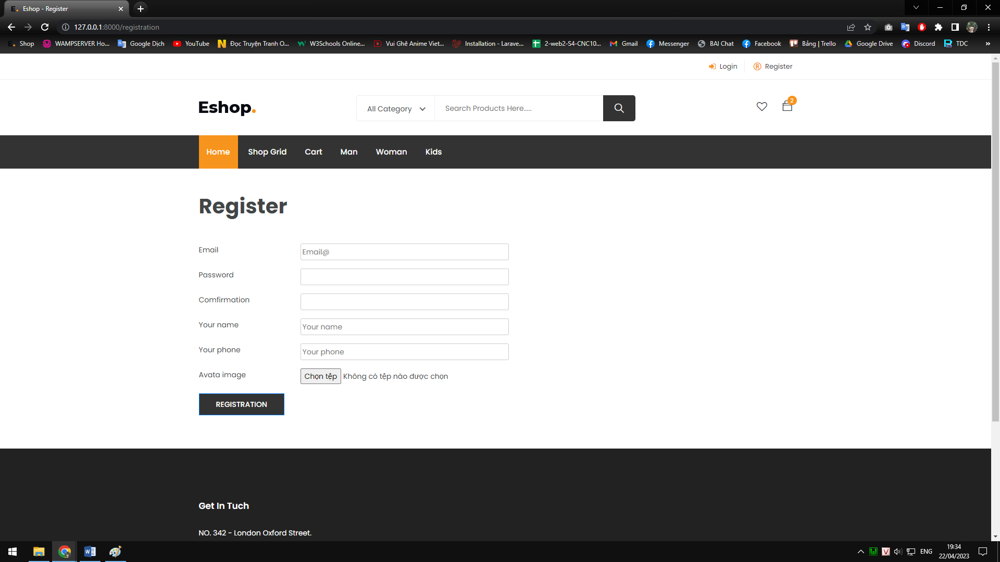 E. Eshop - Register
127.0.0.1:8000/registration
E. Shop
WAMPSERVER Ho...
Google Dịch
YouTube
Đọc Truyện Tranh O...
W3Schools Online...
Vui Ghê Anime Viet...
Installation - Larave...
2-web2-S4-CNC10...
Gmail
Messenger
BAI Chat
Facebook
Bảng | Trello
Google Drive
Discord
TDC
»
Login
Register
Eshop.
All Category
Search Products Here.....
2
Home
Shop Grid
Cart
Man
Woman
Kids
Register
Email
Email@
Password
Comfirmation
Your name
Your name
Your phone
Your phone
Avata image
Chọn tệp Không có tệp nào được chọn
REGISTRATION
Get In Tuch
NO. 342 - London Oxford Street.
ENG
19:34
22/04/2023